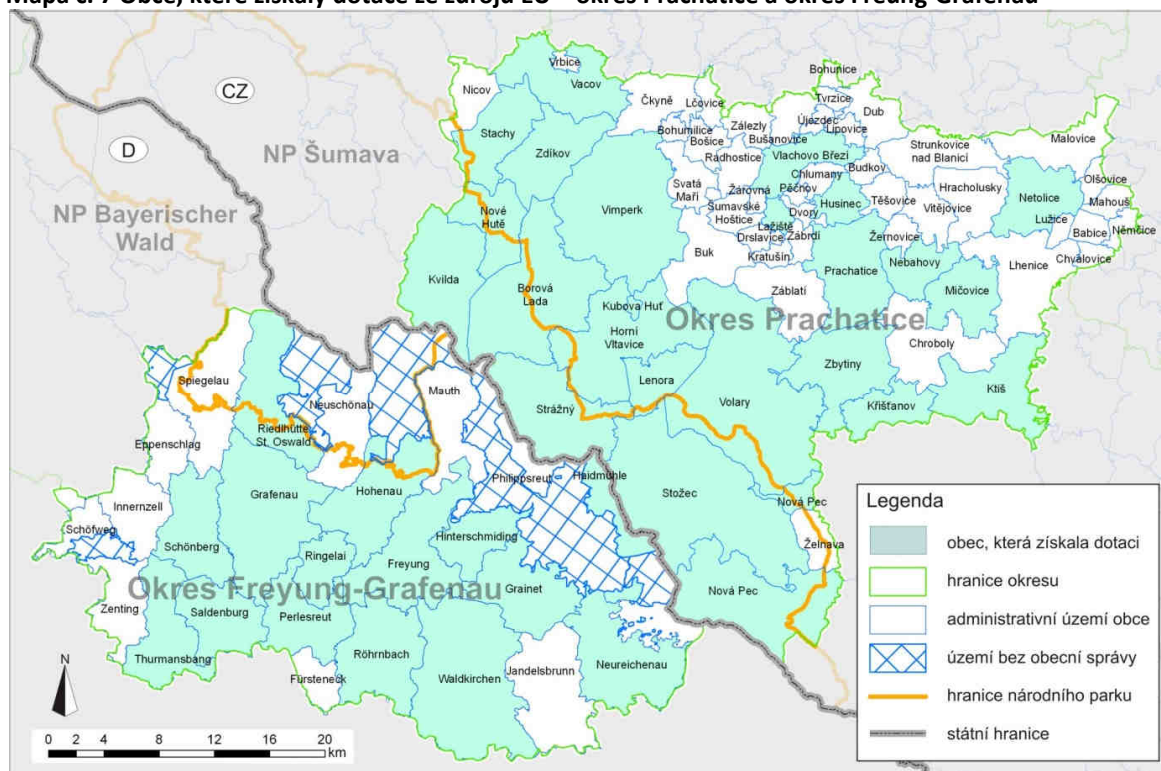 Mapa č. 7 Obce, které získaly dotace ze zdrojů EU – okres Prachatice a okres Freung-Grafenau
CZ
D
NP Šumava
NP Bayerischer
Wald
Okres Prachatice
Okres Freyung-Grafenau
Vrbice
Vacov
Nicov
Stachy
Zdíkov
Čkyně
Lčovice
Bohumilice
Bošice
Zálezly
Bušanovice
Radhostice
Bohunice
Tvrzice
Dub
Újezdec
Lipovice
Vlachovo Březí
Budkov
Chlumany
Pěčnov
Strunkovice
nad Blanicí
Malovice
Olšovice
Mahouš
Netolice
Lužice
Babice
Němčice
Chvalovice
Hracholusky
Vitějovice
Těšovice
Husinec
Žárovná
Svatá
Maří
Šumavské
Hoštice
Dvory
Lažiště
Drslavice
Zábrdí
Kratušín
Žernovice
Nebahovy
Lhenice
Mičovice
Prachatice
Buk
Záblatí
Vimperk
Nové
Hutě
Kvilda
Borová
Lada
Kubova Huť
Horní
Vltavice
Chroboly
Zbytiny
Ktiš
Křišťanov
Lenora
Volary
Strážný
Stožec
Nová Pec
Želnava
Nová Pec
Spiegelau
Neuschönau
Mauth
Riedlhütte
St. Oswald
Eppenschlag
Grafenau
Hohenau
Philippsreut
Haidmühle
Innernzell
Schöfweg
Schönberg
Ringelai
Hinterschmiding
Freyung
Grainet
Zenting
Saldenburg
Perlesreut
Thurmansbang
Röhrnbach
Fürsteneck
Waldkirchen
Jandelsbrunn
Neureichenau
N
0 2 4 8 12 16 20
km
Legenda
obec, která získala dotaci
hranice okresu
administrativní území obce
území bez obecní správy
hranice národního parku
státní hranice